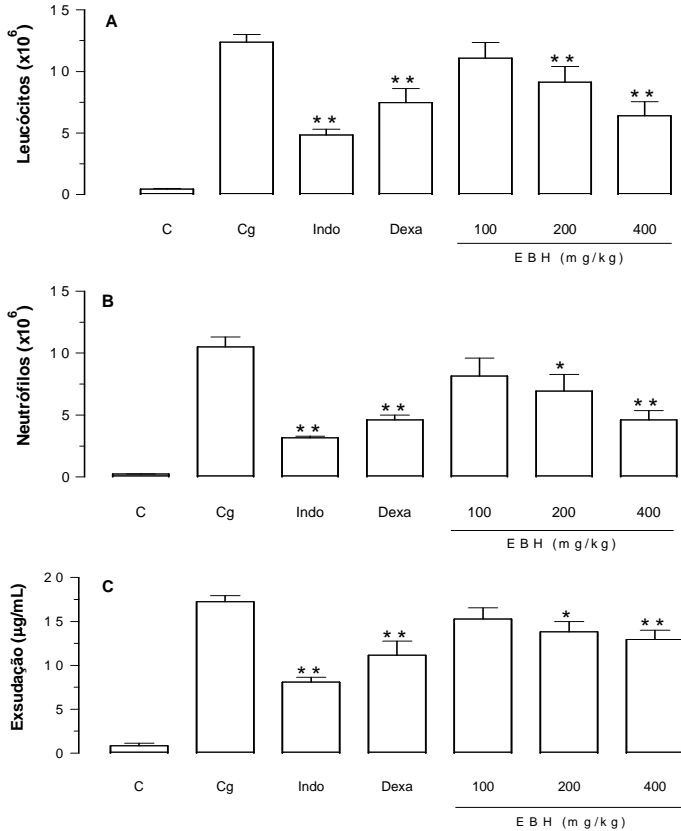 A
Leucócitos (x10⁶)
15
10
5
0
** ** ** **
C Cg Indo Dexa 100 200 400
EBH (mg/kg)
B
Neutrófilos (x10⁶)
15
10
5
0
** ** * **
C Cg Indo Dexa 100 200 400
EBH (mg/kg)
C
Exsudação (µg/mL)
20
15
10
5
0
** ** * **
C Cg Indo Dexa 100 200 400
EBH (mg/kg)